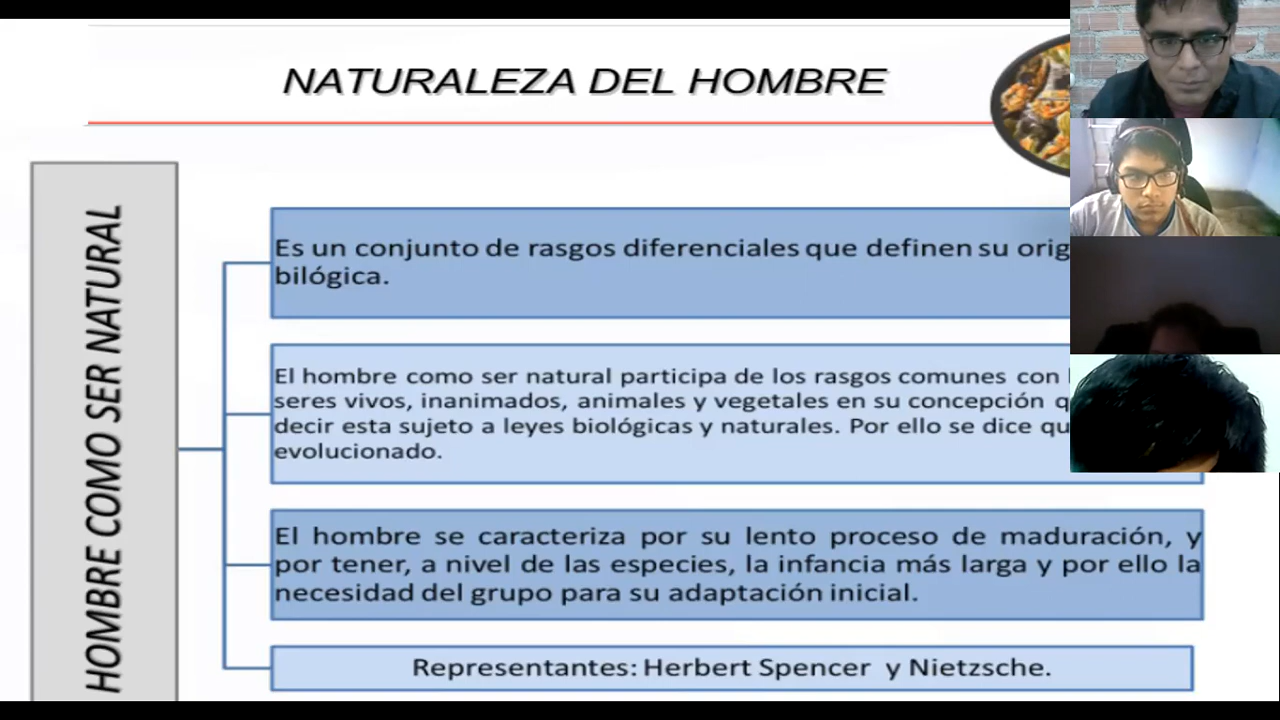 NATURALEZA DEL HOMBRE
HOMBRE COMO SER NATURAL
Es un conjunto de rasgos diferenciales que definen su
bilógica.
El hombre como ser natural participa de los rasgos comunes con
seres vivos, inanimados, animales y vegetales en su concepción
decir esta sujeto a leyes biológicas y naturales. Por ello se dice
evolucionado.
El hombre se caracteriza por su lento proceso de maduración, y
por tener, a nivel de las especies, la infancia más larga y por ello la
necesidad del grupo para su adaptación inicial.
Representantes: Herbert Spencer y Nietzsche.